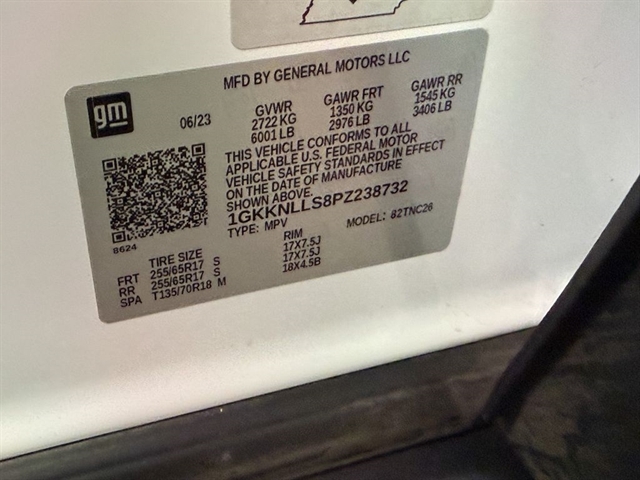 MFD BY GENERAL MOTORS LLC
gm
06/23
GVWR GAWR FRT GAWR RR
2722 KG 1350 KG 1545 KG
6001 LB 2976 LB 3406 LB
THIS VEHICLE CONFORMS TO ALL
APPLICABLE U.S. FEDERAL MOTOR
VEHICLE SAFETY STANDARDS IN EFFECT
ON THE DATE OF MANUFACTURE
SHOWN ABOVE.
1GKKNLLS8PZ238732
TYPE: MPV MODEL: 82TNC26
8624
TIRE SIZE RIM
FRT 255/65R17 S 17X7.5J
RR 255/65R17 S 17X7.5J
SPA T135/70R18 M 18X4.5B